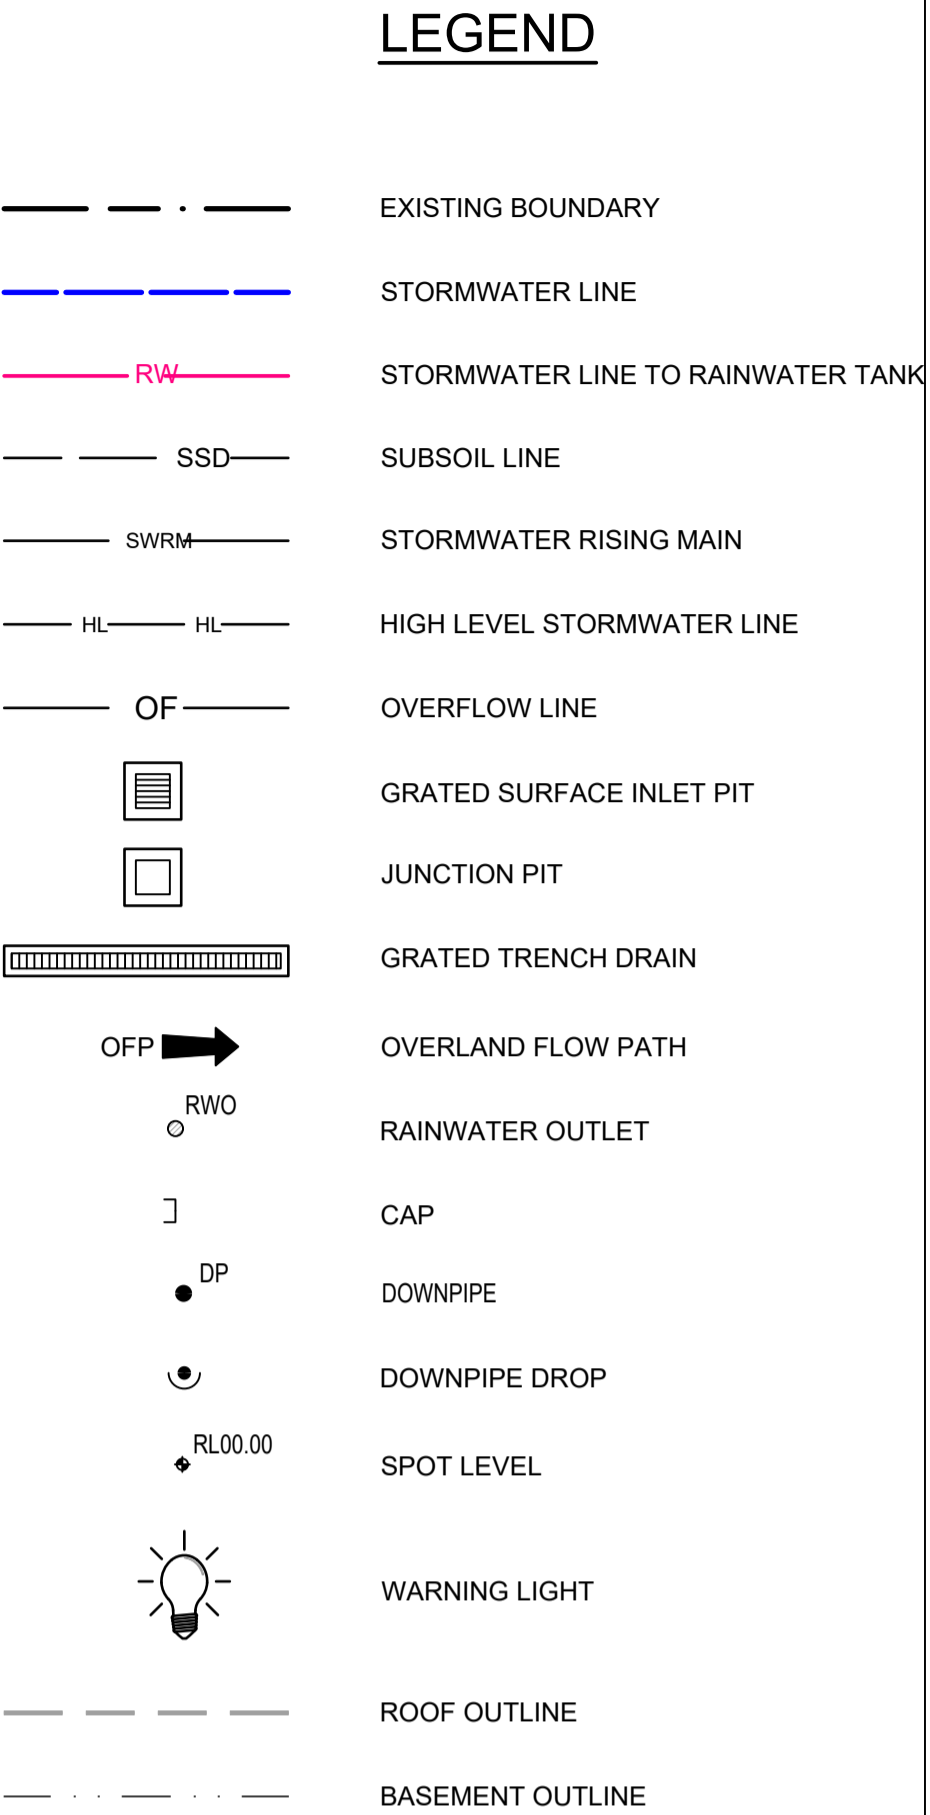 LEGEND
EXISTING BOUNDARY
STORMWATER LINE
RW STORMWATER LINE TO RAINWATER TANK
SSD SUBSOIL LINE
SWRM STORMWATER RISING MAIN
HL HL HIGH LEVEL STORMWATER LINE
OF OVERFLOW LINE
GRATED SURFACE INLET PIT
JUNCTION PIT
GRATED TRENCH DRAIN
OFP OVERLAND FLOW PATH
RWO
RAINWATER OUTLET
CAP
DP
DOWNPIPE
DOWNPIPE DROP
RL00.00
SPOT LEVEL
WARNING LIGHT
ROOF OUTLINE
BASEMENT OUTLINE